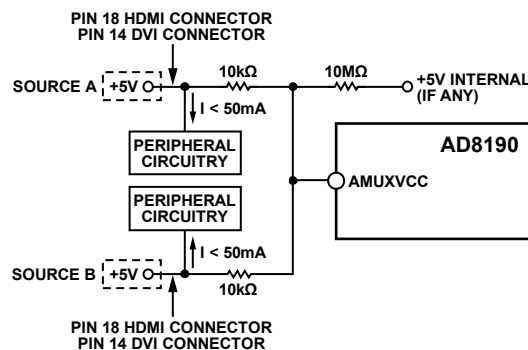 PIN 18 HDMI CONNECTOR
PIN 14 DVI CONNECTOR
SOURCE A
+5V
10kΩ
10MΩ
+5V INTERNAL
(IF ANY)
I < 50mA
PERIPHERAL
CIRCUITRY
AD8190
AMUXVCC
PERIPHERAL
CIRCUITRY
I < 50mA
SOURCE B
+5V
10kΩ
PIN 18 HDMI CONNECTOR
PIN 14 DVI CONNECTOR